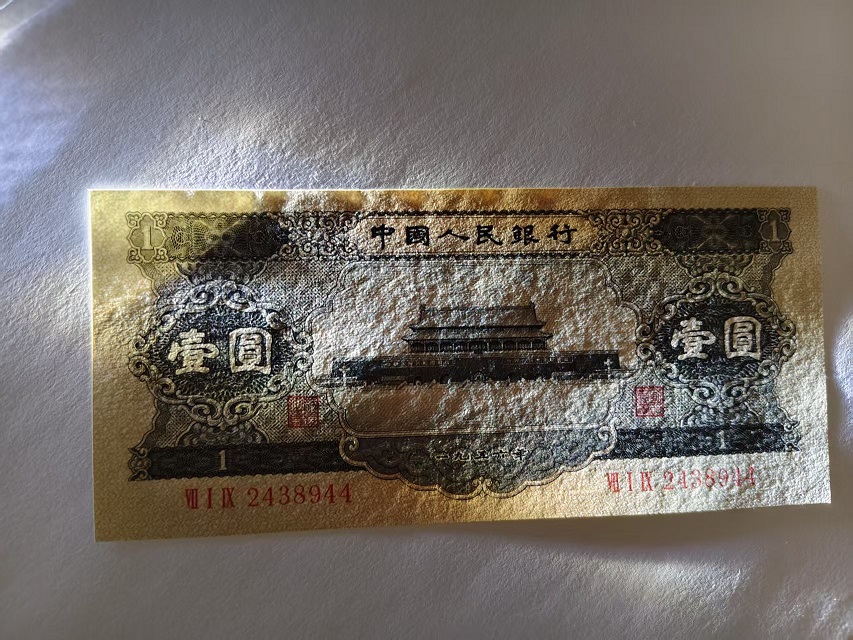 1 中國人民銀行 1
壹圓 壹圓
一九五六年
1 1
VIII I IX 2438944 VIII I IX 2438944